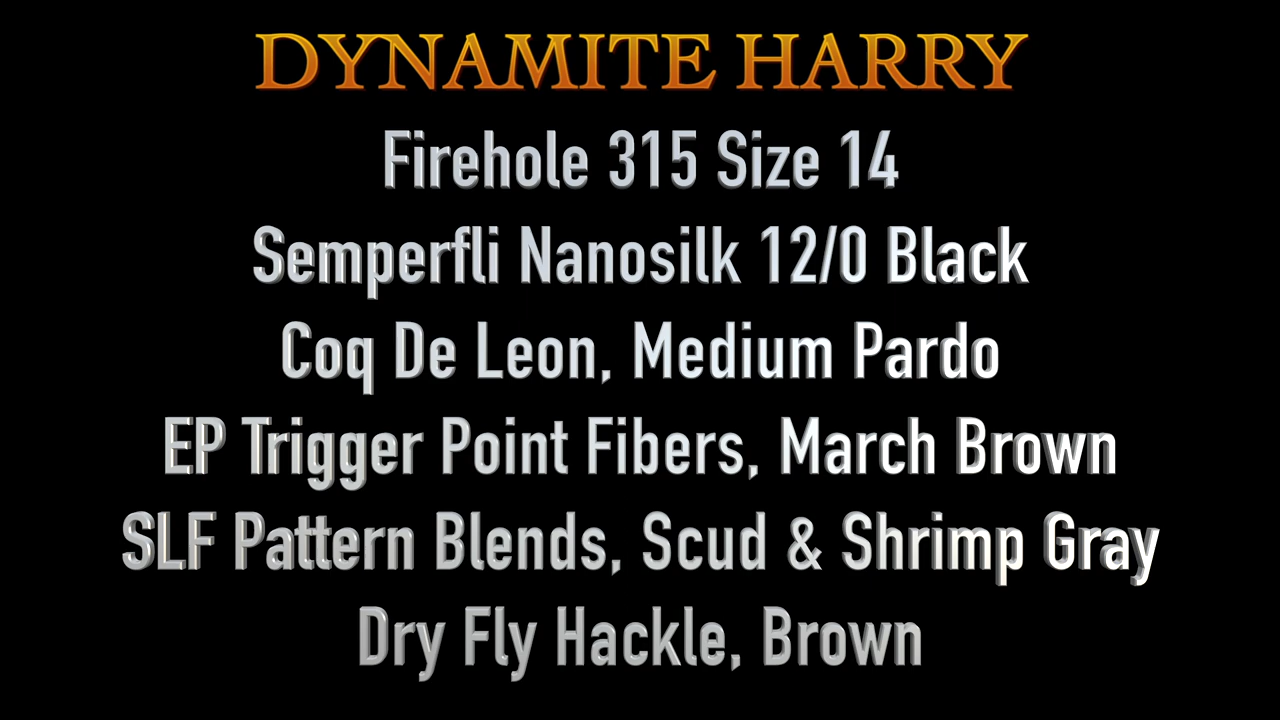 DYNAMITE HARRY
Firehole 315 Size 14
Semperfli Nanosilk 12/0 Black
Coq De Leon, Medium Pardo
EP Trigger Point Fibers, March Brown
SLF Pattern Blends, Scud & Shrimp Gray
Dry Fly Hackle, Brown